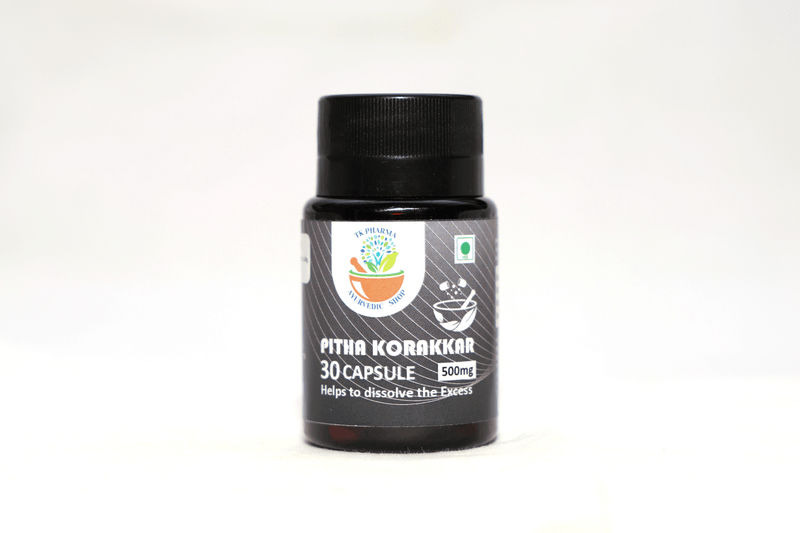 TK PHARMA
AYURVEDIC SHOP
PITHA KORAKKAR
30 CAPSULE 500mg
Helps to dissolve the Excess